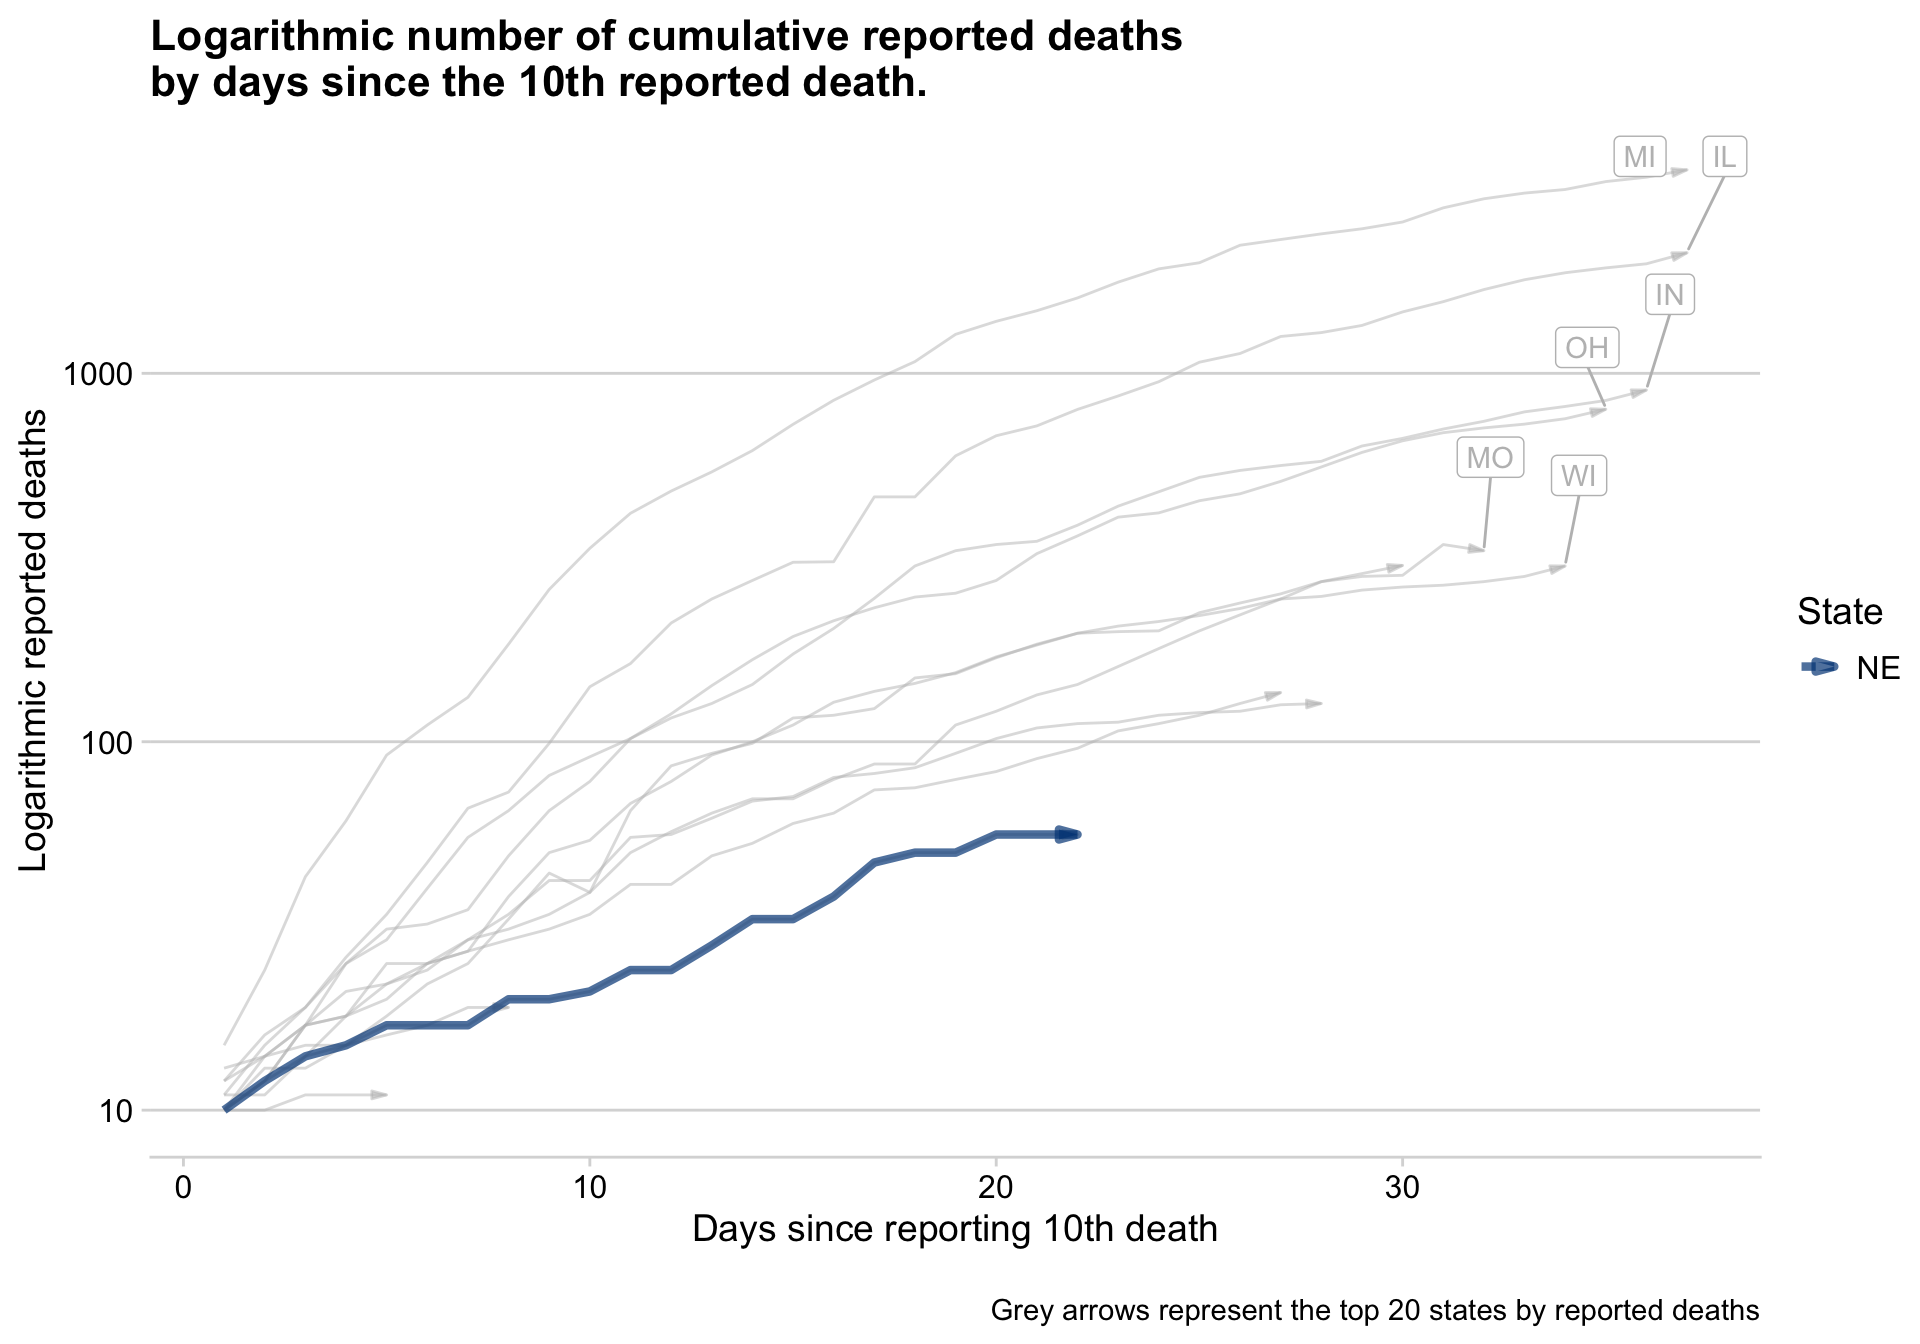 Logarithmic number of cumulative reported deaths
by days since the 10th reported death.
MI
IL
IN
OH
MO
WI
1000
100
10
Logarithmic reported deaths
State
NE
0
10
20
30
Days since reporting 10th death
Grey arrows represent the top 20 states by reported deaths